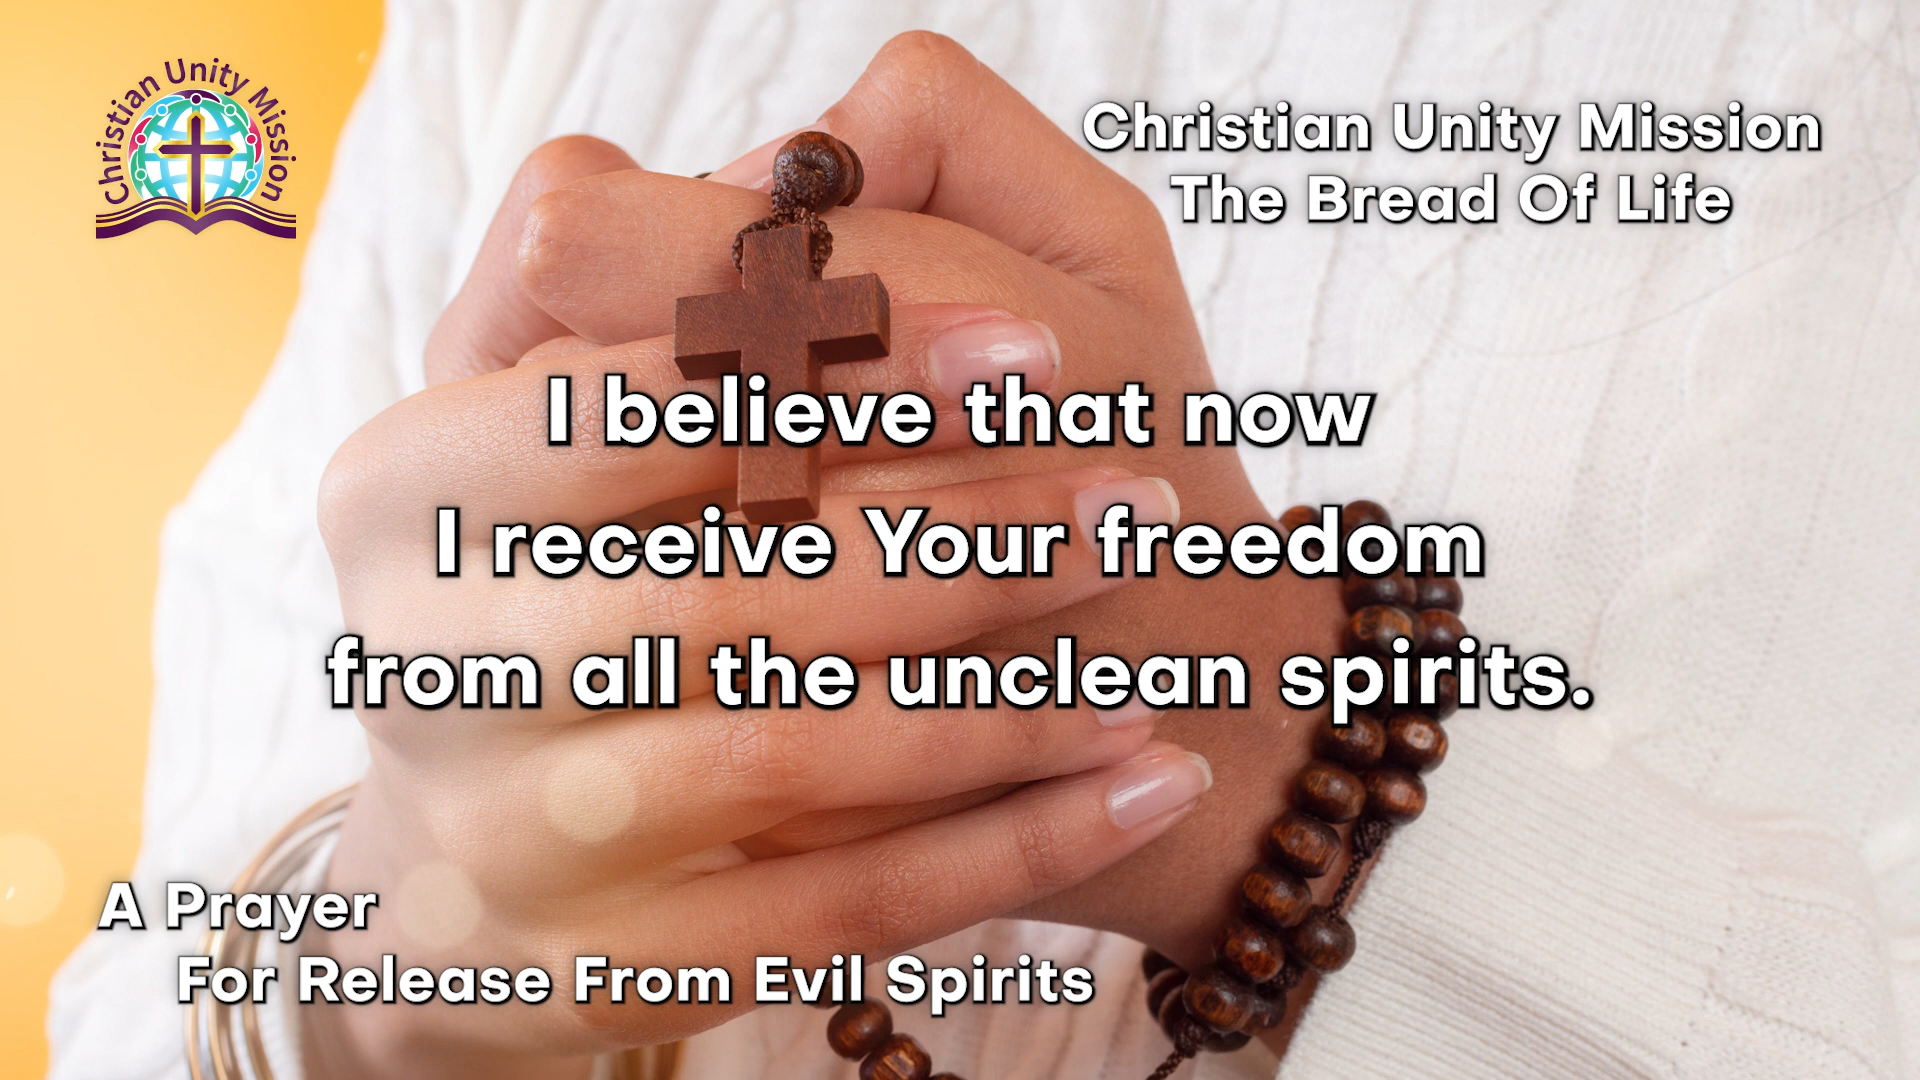 Christian Unity Mission
Christian Unity Mission
The Bread Of Life
I believe that now
I receive Your freedom
from all the unclean spirits.
A Prayer
For Release From Evil Spirits